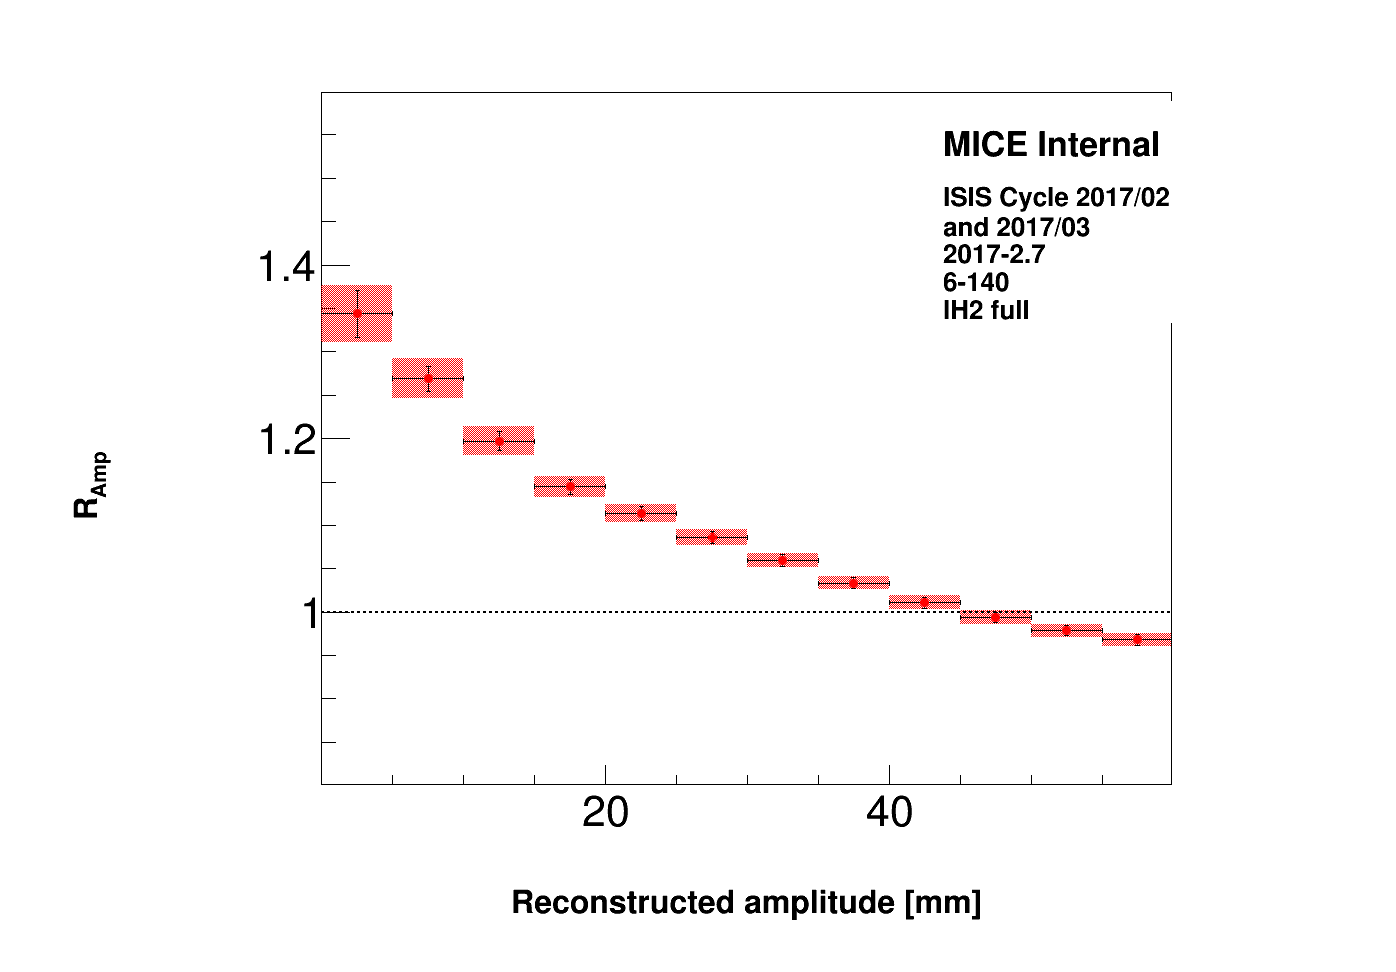 MICE Internal
ISIS Cycle 2017/02
and 2017/03
2017-2.7
6-140
IH2 full
1.4
1.2
1
R_Amp
20
40
Reconstructed amplitude [mm]